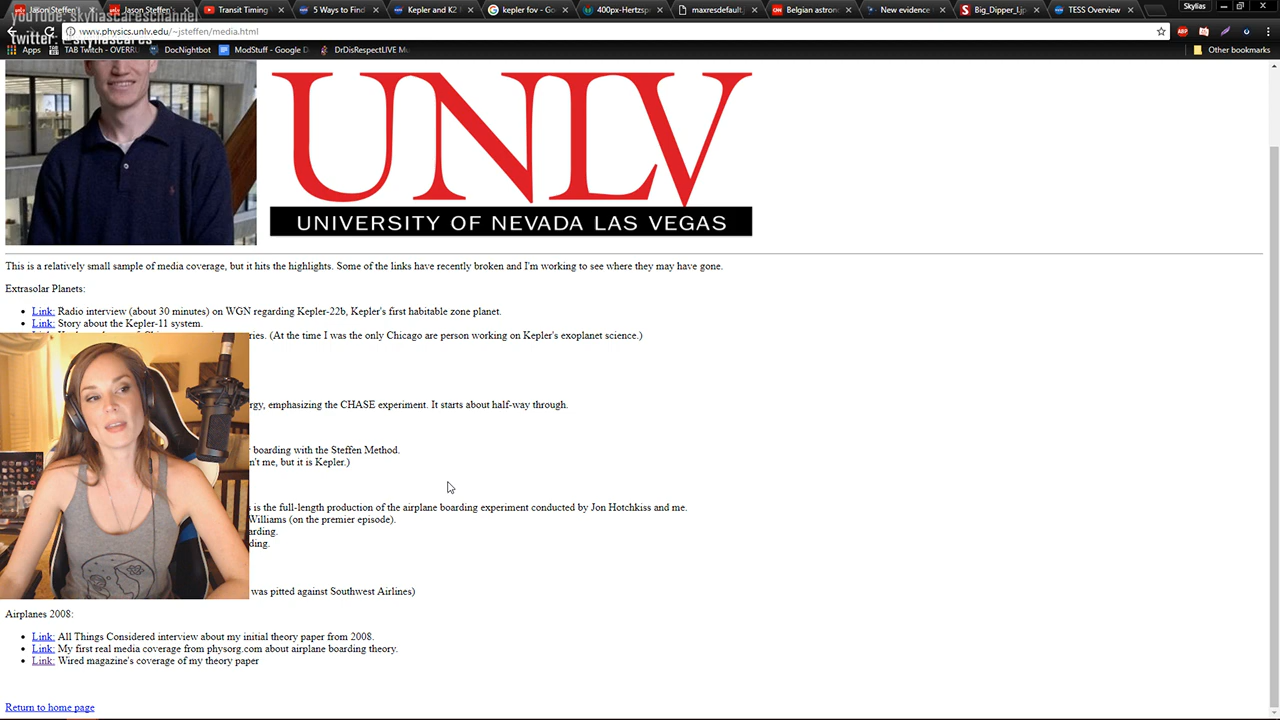 Jason Steffen's
Jason Steffen's
Transit Timing
5 Ways to Find
Kepler and K2
kepler fov - Go
400px-Hertzsp
maxresdefault
Belgian astron
New evidence
Big_Dipper_Lj
TESS Overview
Skylias
youtube: skyliascareschannel
www.physics.unlv.edu/~jsteffen/media.html
twitter: @skyliascares
Apps
TAB Twitch - OVERR
DocNightbot
ModStuff - Google D
DrDisRespectLIVE Mu
Other bookmarks
UNLV
UNIVERSITY OF NEVADA LAS VEGAS
This is a relatively small sample of media coverage, but it hits the highlights. Some of the links have recently broken and I'm working to see where they may have gone.
Extrasolar Planets:
Link: Radio interview (about 30 minutes) on WGN regarding Kepler-22b, Kepler's first habitable zone planet.
Link: Story about the Kepler-11 system.
ries. (At the time I was the only Chicago are person working on Kepler's exoplanet science.)
rgy, emphasizing the CHASE experiment. It starts about half-way through.
boarding with the Steffen Method.
n't me, but it is Kepler.)
s is the full-length production of the airplane boarding experiment conducted by Jon Hotchkiss and me.
Williams (on the premier episode).
arding.
ding.
was pitted against Southwest Airlines)
Airplanes 2008:
Link: All Things Considered interview about my initial theory paper from 2008.
Link: My first real media coverage from physorg.com about airplane boarding theory.
Link: Wired magazine's coverage of my theory paper
Return to home page